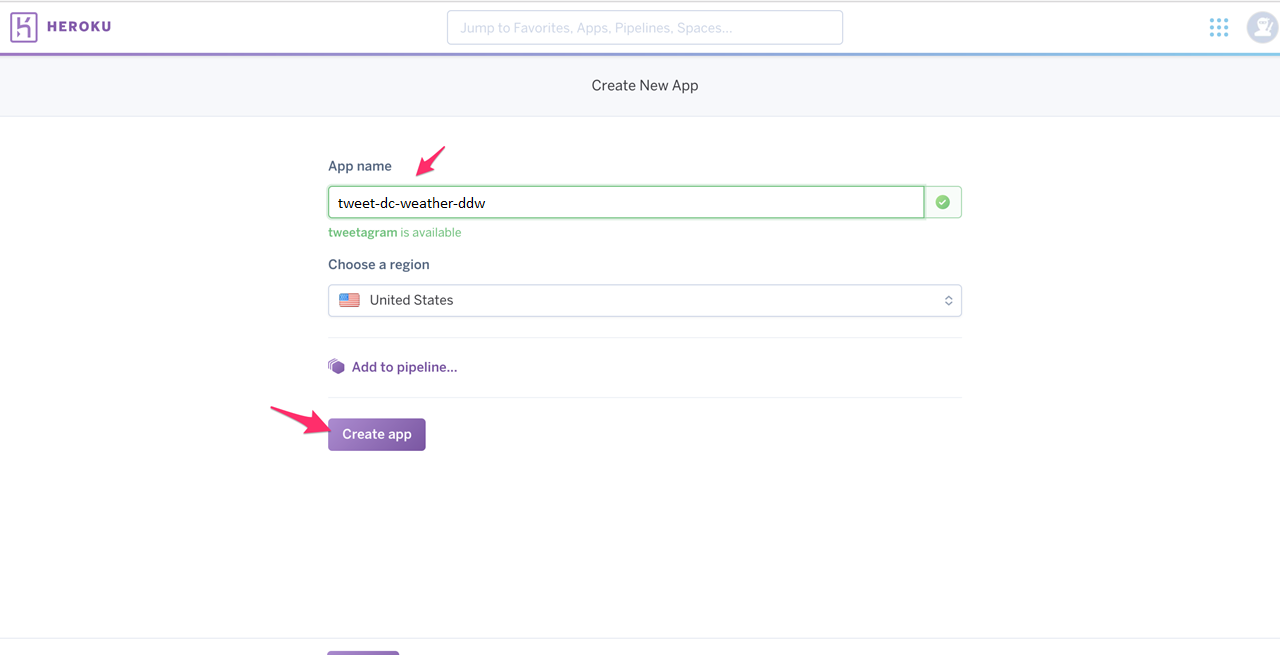 HEROKU
Jump to Favorites, Apps, Pipelines, Spaces...
Create New App
App name
tweet-dc-weather-ddw
tweetagram is available
Choose a region
United States
Add to pipeline...
Create app